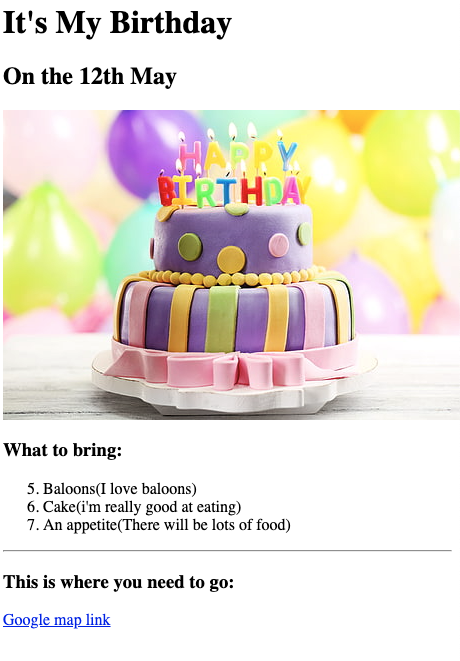 It's My Birthday
On the 12th May
HAPPY
BIRTHDAY
What to bring:
5. Baloons(I love baloons)
6. Cake(i'm really good at eating)
7. An appetite(There will be lots of food)
This is where you need to go:
Google map link